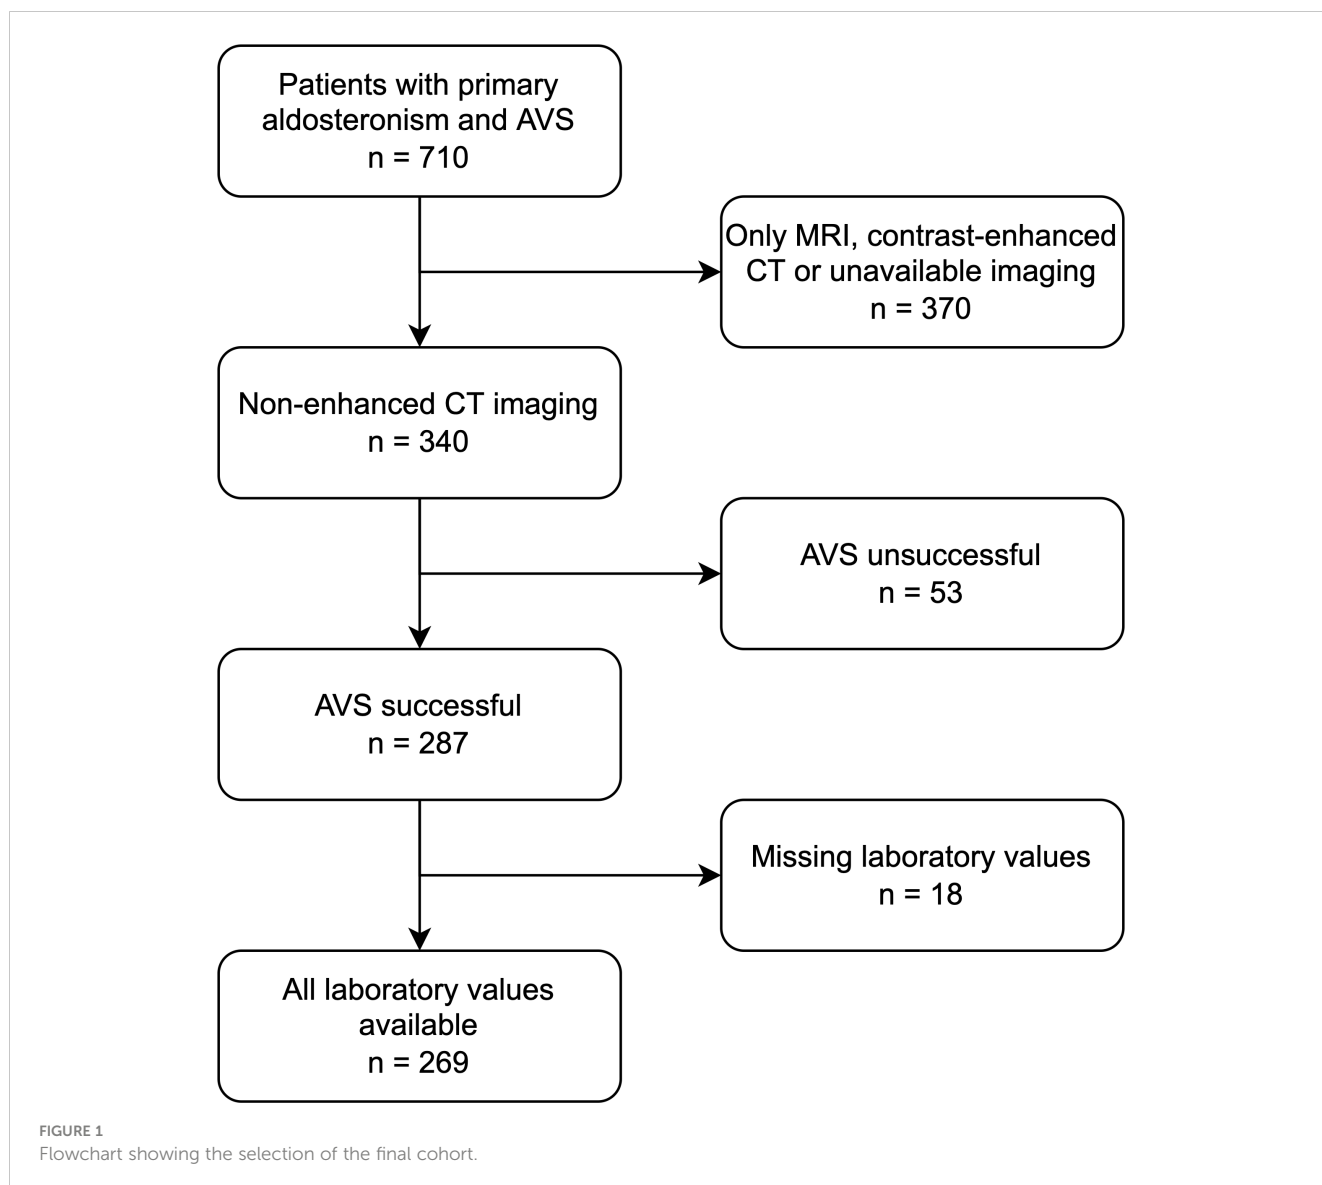 Patients with primary
aldosteronism and AVS
n = 710
Only MRI, contrast-enhanced
CT or unavailable imaging
n = 370
Non-enhanced CT imaging
n = 340
AVS unsuccessful
n = 53
AVS successful
n = 287
Missing laboratory values
n = 18
All laboratory values
available
n = 269
FIGURE 1
Flowchart showing the selection of the final cohort.